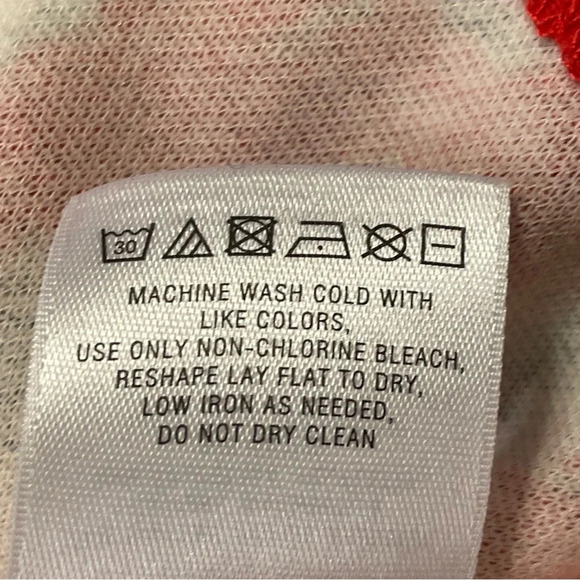 30
MACHINE WASH COLD WITH
LIKE COLORS,
USE ONLY NON-CHLORINE BLEACH,
RESHAPE LAY FLAT TO DRY,
LOW IRON AS NEEDED,
DO NOT DRY CLEAN